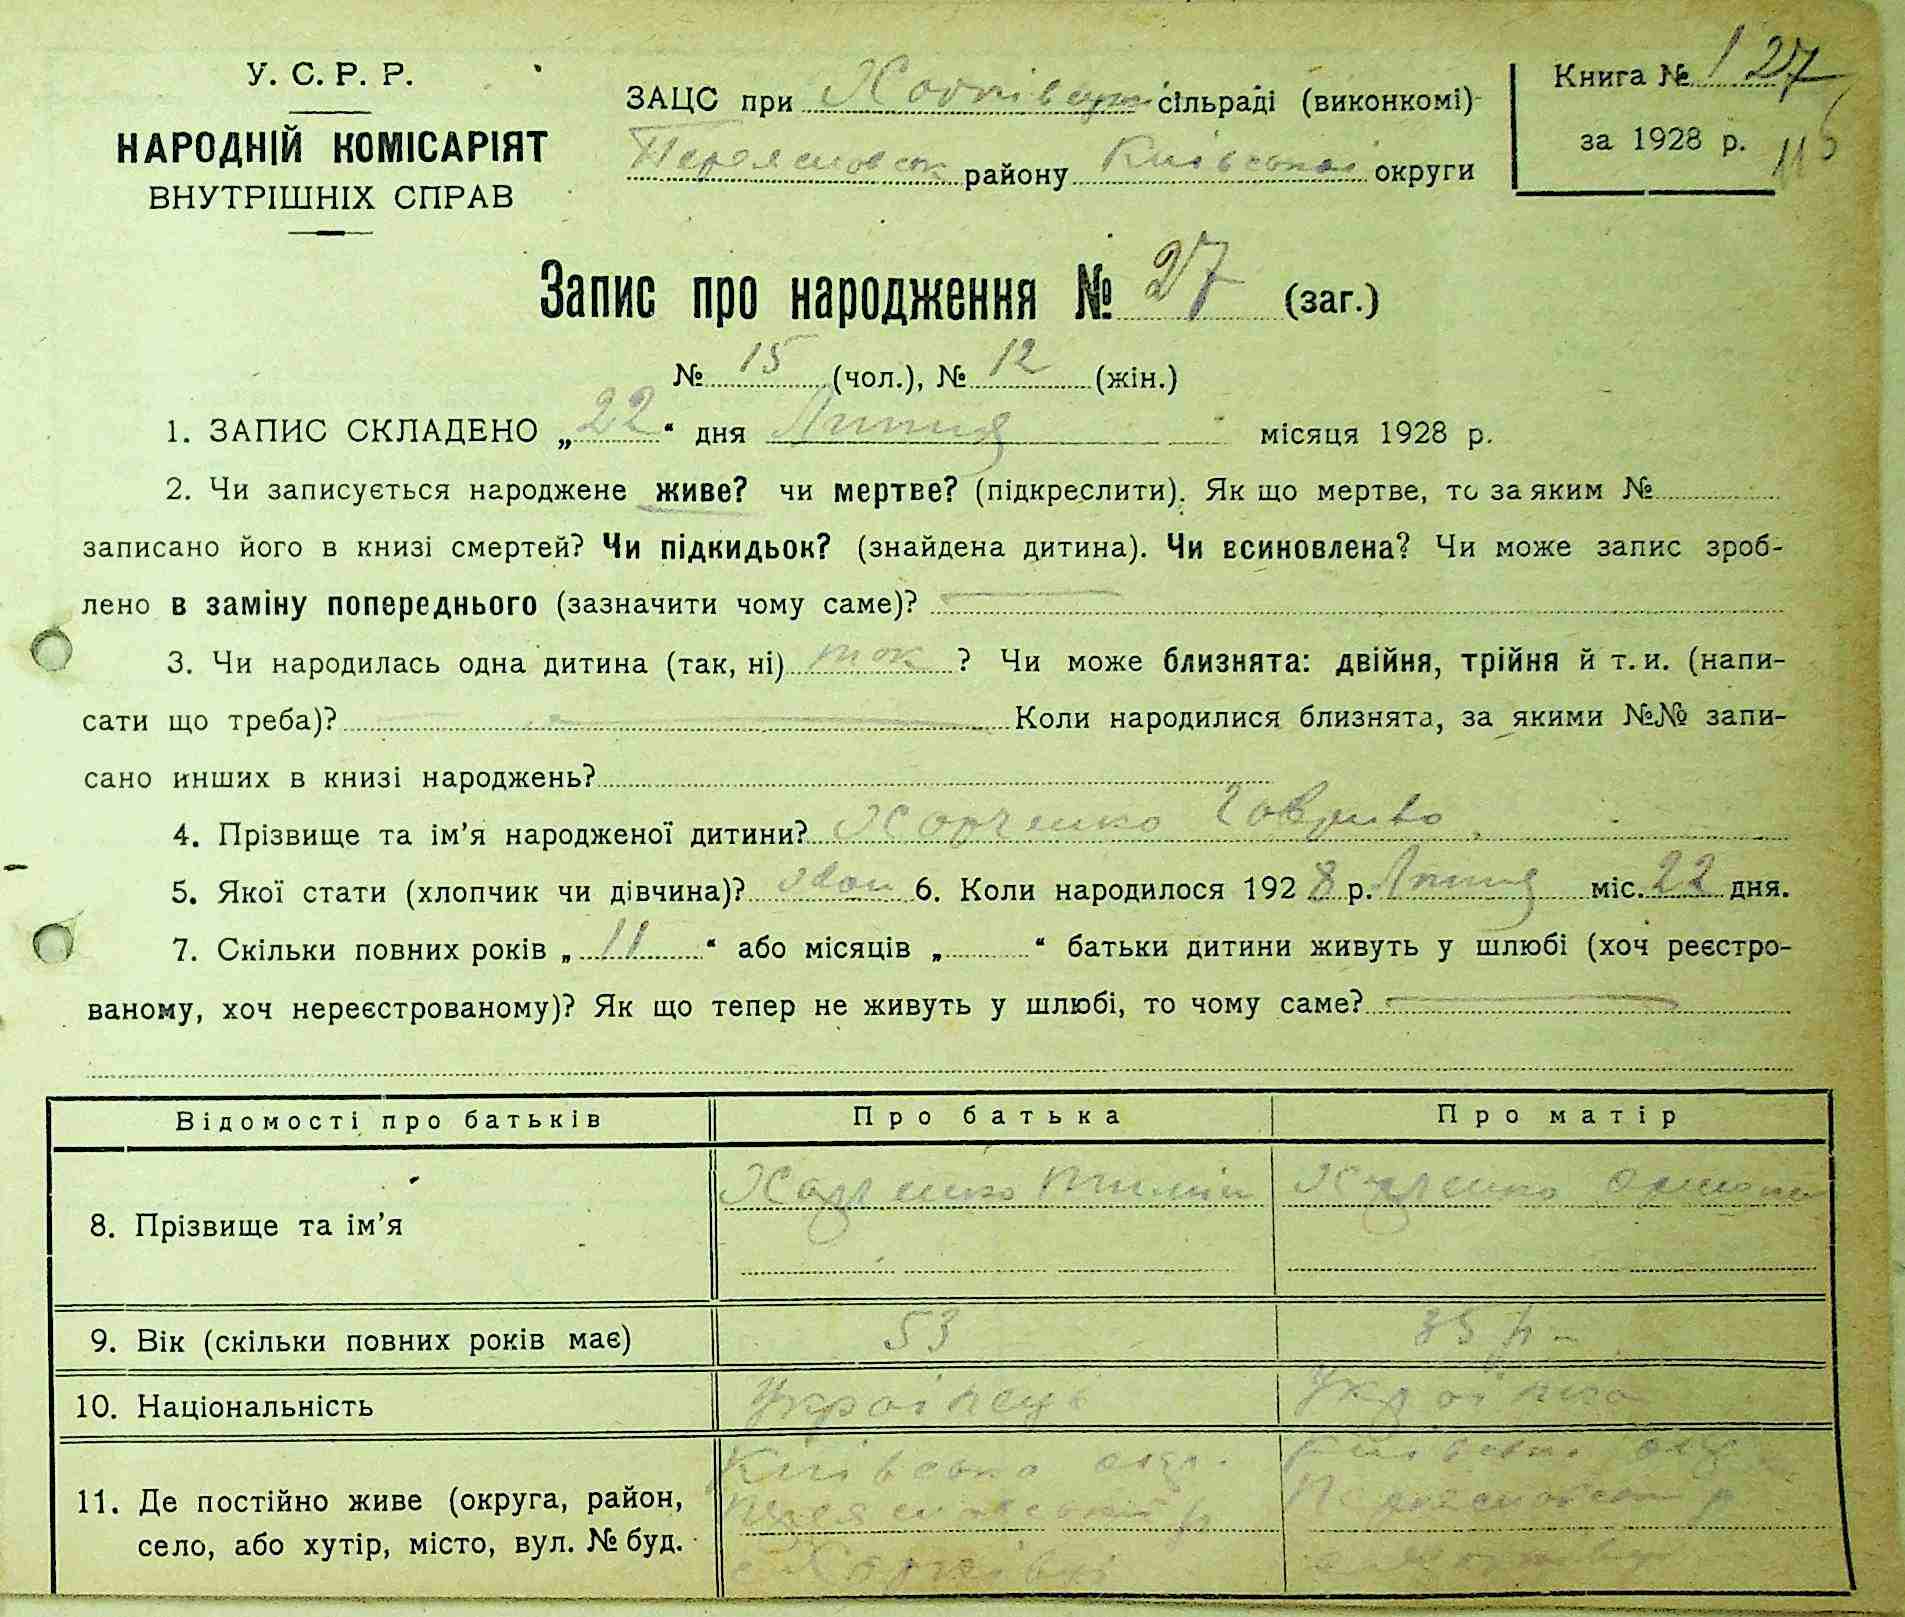 У. С. Р. Р.
НАРОДНІЙ КОМІСАРІЯТ
ВНУТРІШНІХ СПРАВ
ЗАЦС при сільраді (виконкомі)
району Київської округи
Книга № 1 27
за 1928 р.
Запис про народження № 27 (заг.)
№ 15 (чол.), № 12 (жін.)
1. ЗАПИС СКЛАДЕНО „22“ дня Липня місяця 1928 р.
2. Чи записується народжене живе? чи мертве? (підкреслити). Як що мертве, то за яким №
записано його в книзі смертей? Чи підкидьок? (знайдена дитина). Чи всиновлена? Чи може запис зроб-
лено в заміну попереднього (зазначити чому саме)?
3. Чи народилась одна дитина (так, ні) так ? Чи може близнята: двійня, трійня й т. и. (напи-
сати що треба)? Коли народилися близнята, за якими №№ запи-
сано инших в книзі народжень?
4. Прізвище та ім’я народженої дитини? Харченко Гаврило
5. Якої стати (хлопчик чи дівчина)? 6. Коли народилося 1928 р. Липня міс. 22 дня.
7. Скільки повних років „11“ або місяців „ “ батьки дитини живуть у шлюбі (хоч реєстро-
ваному, хоч нереєстрованому)? Як що тепер не живуть у шлюбі, то чому саме?
Відомості про батьків
Про батька
Про матір
8. Прізвище та ім’я
Харченко
Харченко
9. Вік (скільки повних років має)
53
35 р
10. Національність
Українець
Українка
11. Де постійно живе (округа, район,
село, або хутір, місто, вул. № буд.
Київська окр.
Київська окр